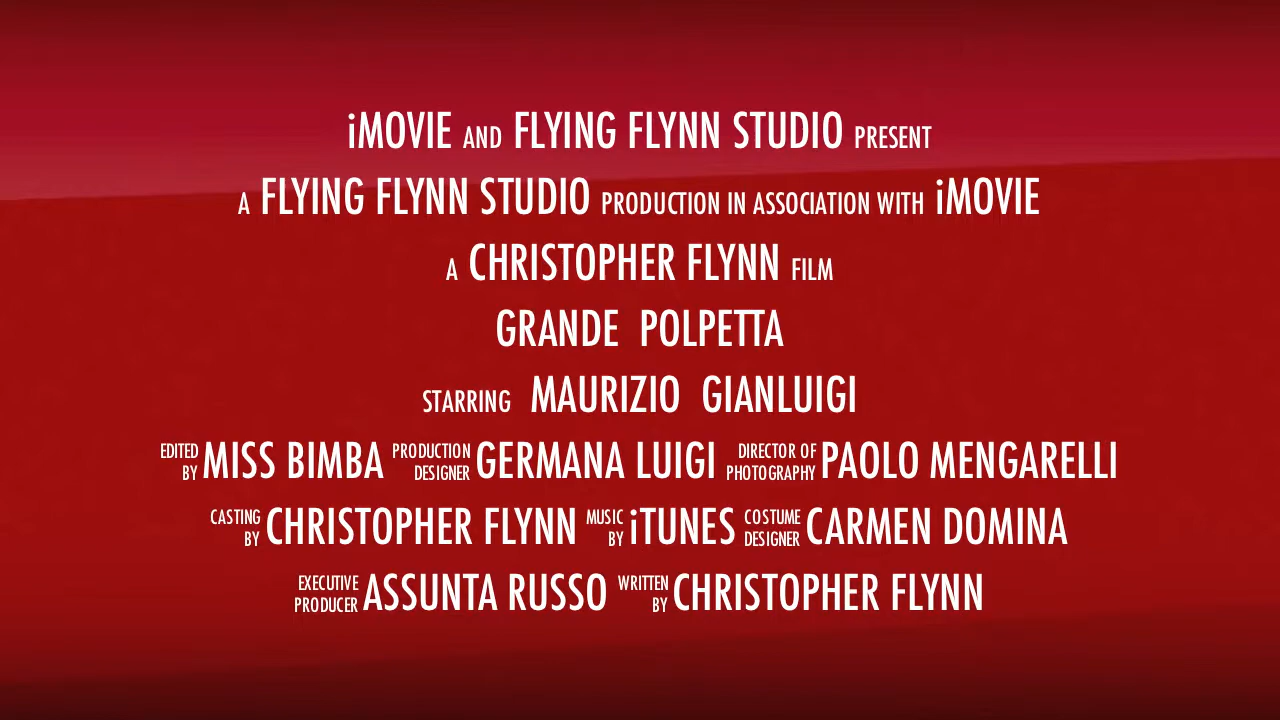 iMOVIE AND FLYING FLYNN STUDIO PRESENT
A FLYING FLYNN STUDIO PRODUCTION IN ASSOCIATION WITH iMOVIE
A CHRISTOPHER FLYNN FILM
GRANDE POLPETTA
STARRING MAURIZIO GIANLUIGI
EDITED BY MISS BIMBA PRODUCTION DESIGNER GERMANA LUIGI DIRECTOR OF PHOTOGRAPHY PAOLO MENGARELLI
CASTING BY CHRISTOPHER FLYNN MUSIC BY iTUNES COSTUME DESIGNER CARMEN DOMINA
EXECUTIVE PRODUCER ASSUNTA RUSSO WRITTEN BY CHRISTOPHER FLYNN